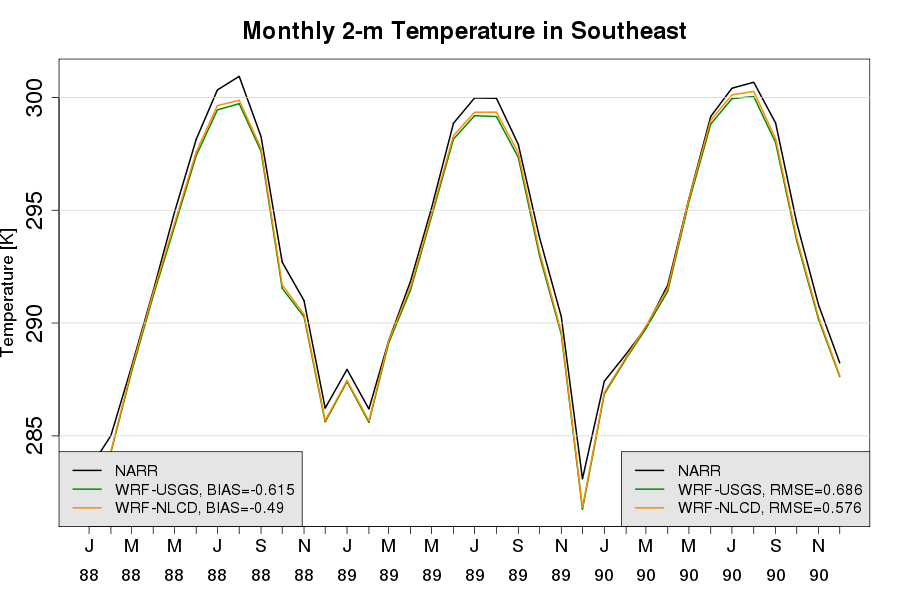 Monthly 2-m Temperature in Southeast
Temperature [K]
300
295
290
285
NARR
WRF-USGS, BIAS=-0.615
WRF-NLCD, BIAS=-0.49
NARR
WRF-USGS, RMSE=0.686
WRF-NLCD, RMSE=0.576
J M M J S N J M M J S N J M M J S N
88 88 88 88 88 88 89 89 89 89 89 89 90 90 90 90 90 90